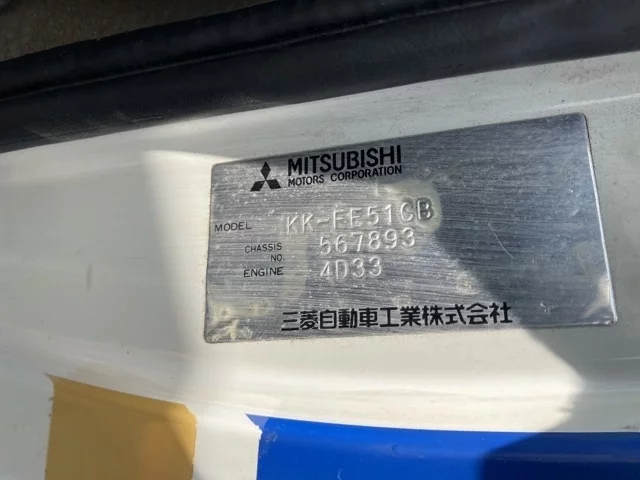 MITSUBISHI
MOTORS CORPORATION
MODEL KK-FE51CB
CHASSIS NO. 567893
ENGINE 4D33
三菱自動車工業株式会社